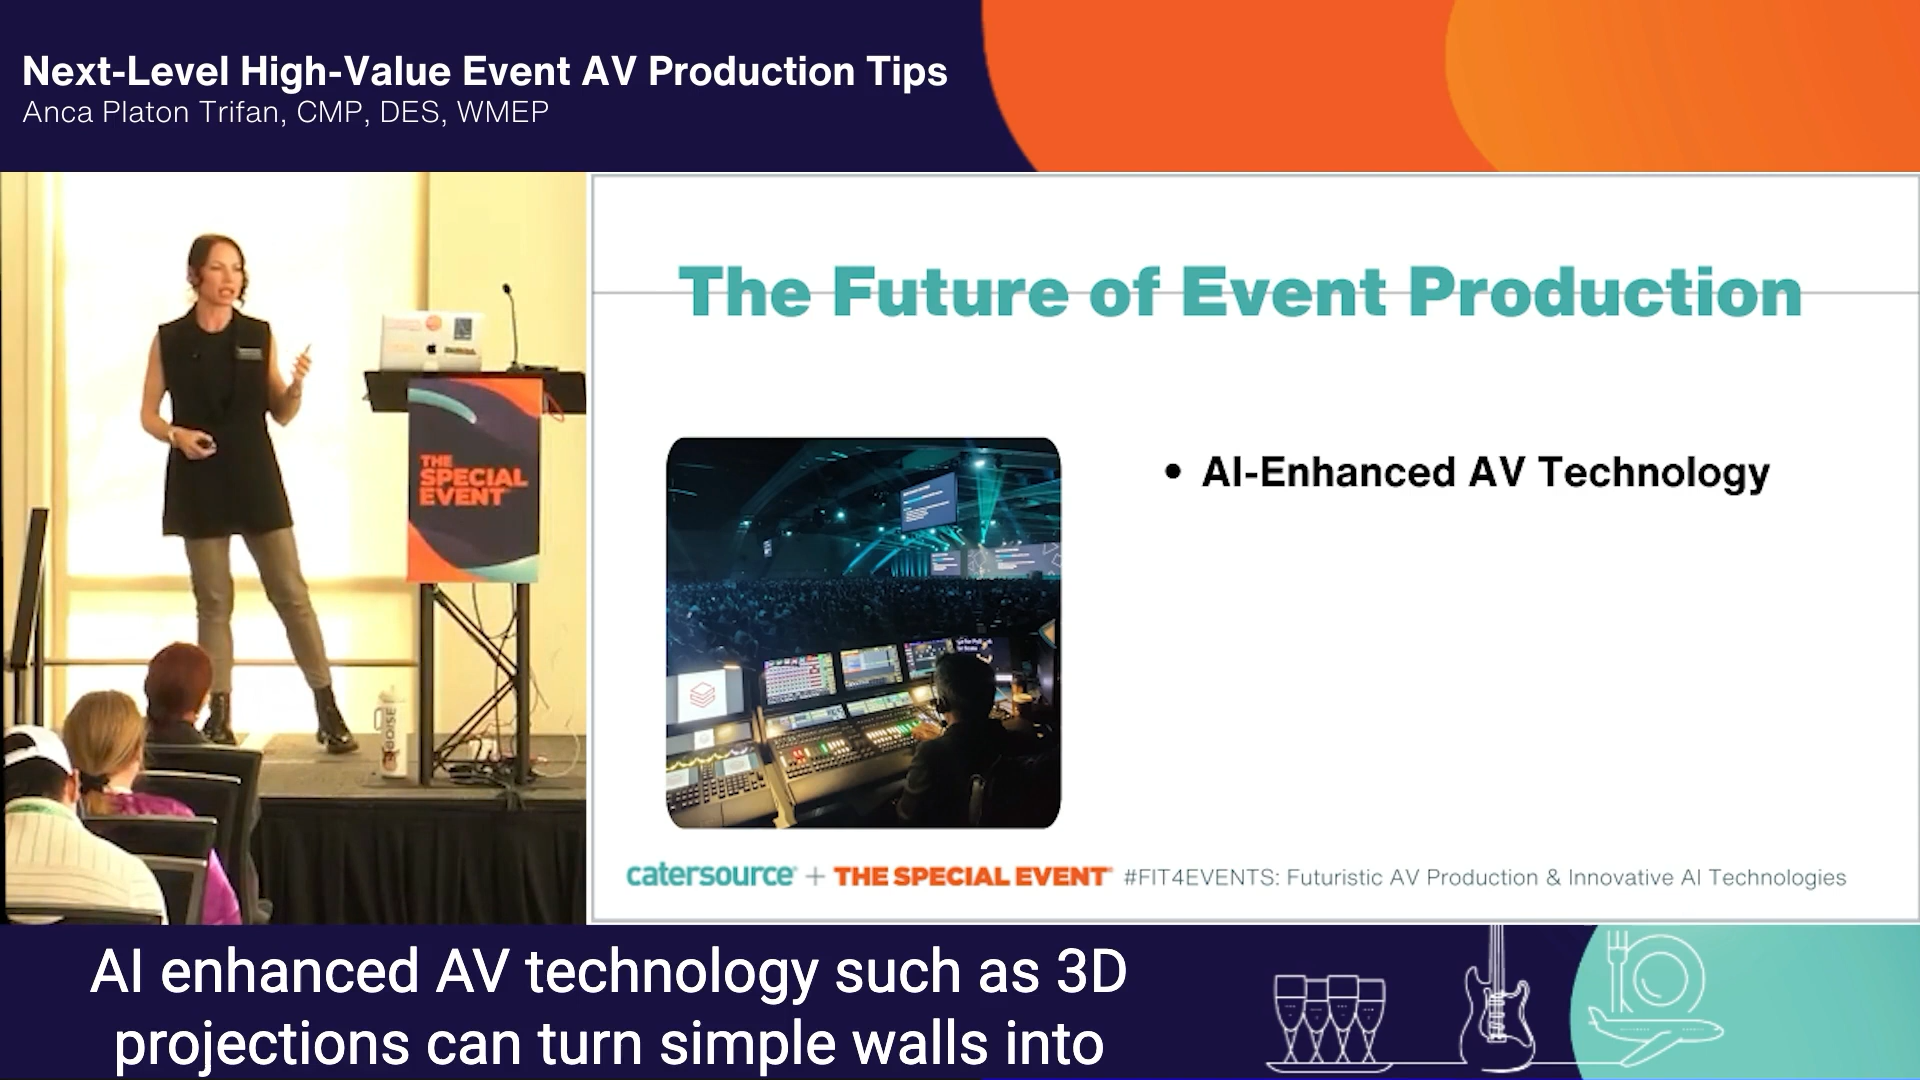 Next-Level High-Value Event AV Production Tips
Anca Platon Trifan, CMP, DES, WMEP
THE
SPECIAL
EVENT
BOISE
The Future of Event Production
• AI-Enhanced AV Technology
catersource + THE SPECIAL EVENT #FIT4EVENTS: Futuristic AV Production & Innovative AI Technologies
AI enhanced AV technology such as 3D
projections can turn simple walls into